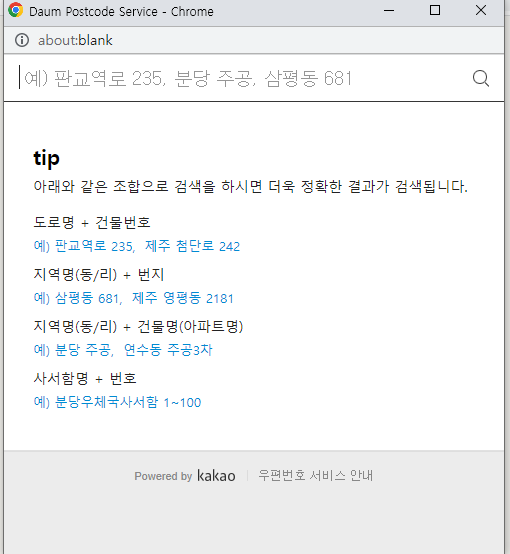 Daum Postcode Service - Chrome
about:blank
예) 판교역로 235, 분당 주공, 삼평동 681
tip
아래와 같은 조합으로 검색을 하시면 더욱 정확한 결과가 검색됩니다.
도로명 + 건물번호
예) 판교역로 235, 제주 첨단로 242
지역명(동/리) + 번지
예) 삼평동 681, 제주 영평동 2181
지역명(동/리) + 건물명(아파트명)
예) 분당 주공, 연수동 주공3차
사서함명 + 번호
예) 분당우체국사서함 1~100
Powered by kakao | 우편번호 서비스 안내